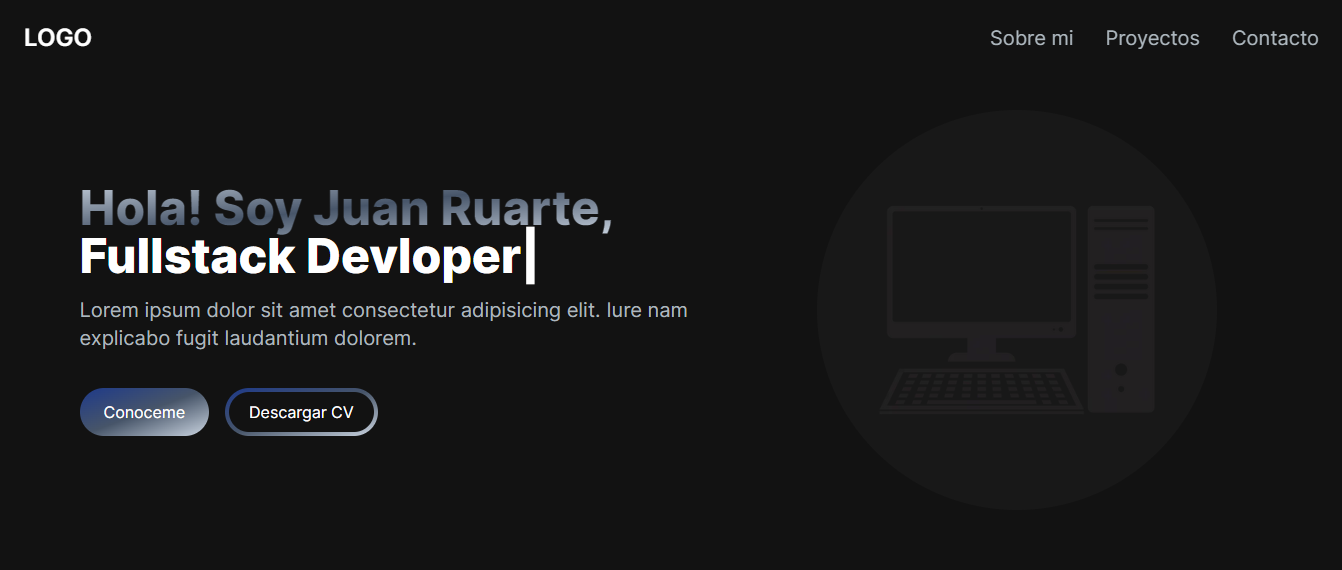 LOGO
Sobre mi
Proyectos
Contacto
Hola! Soy Juan Ruarte,
Fullstack Devloper
Lorem ipsum dolor sit amet consectetur adipisicing elit. Iure nam
explicabo fugit laudantium dolorem.
Conoceme
Descargar CV